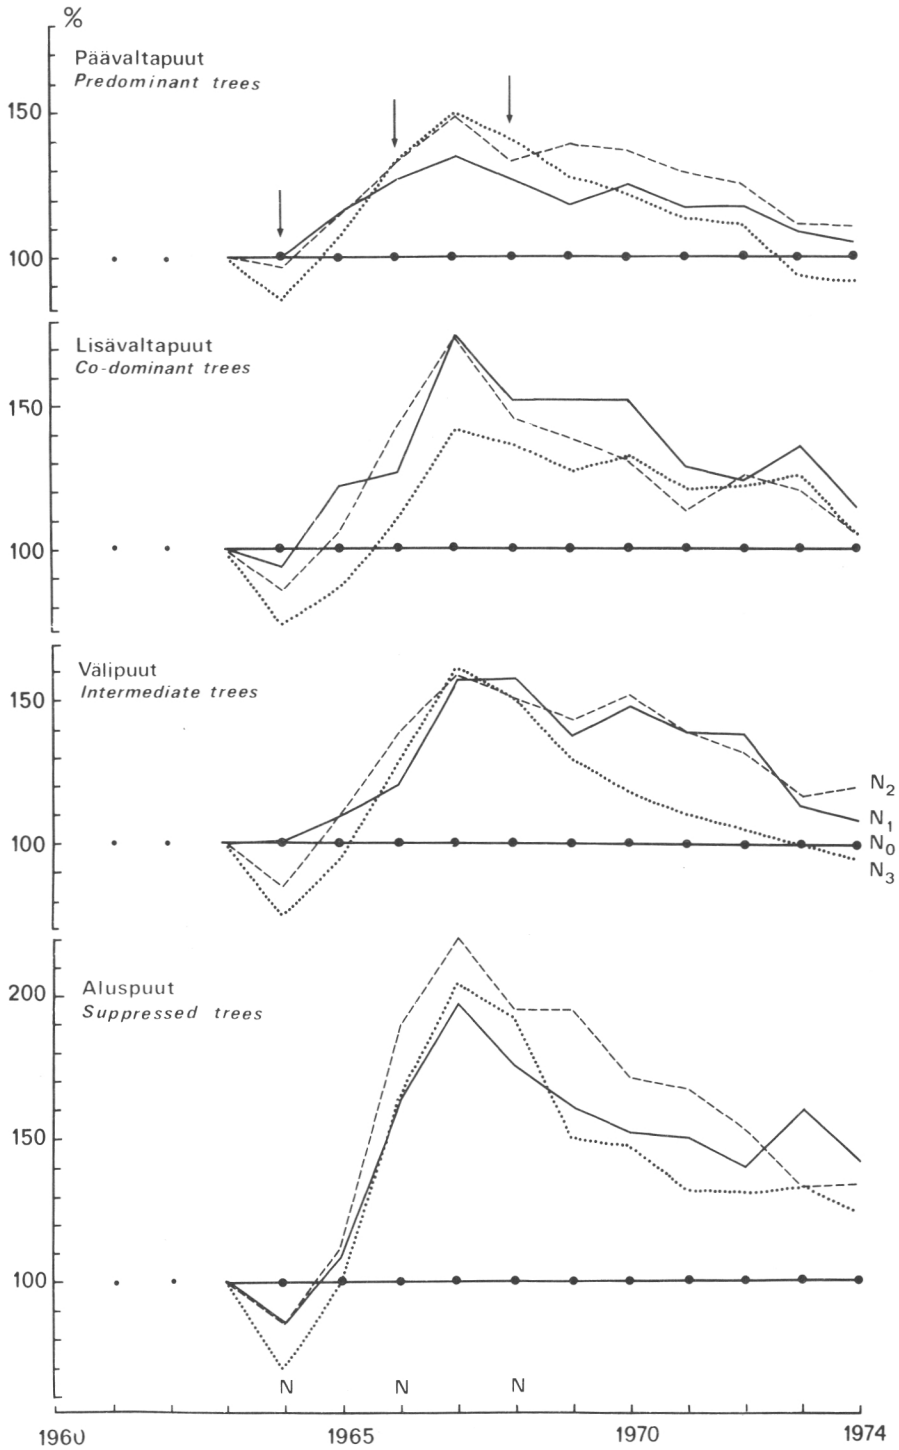 %
Päävaltapuut
Predominant trees
150
100
Lisävaltapuut
Co-dominant trees
150
100
Välipuut
Intermediate trees
150
N2
N1
100
N0
N3
200
Aluspuut
Suppressed trees
150
100
N N N
1960 1965 1970 1974